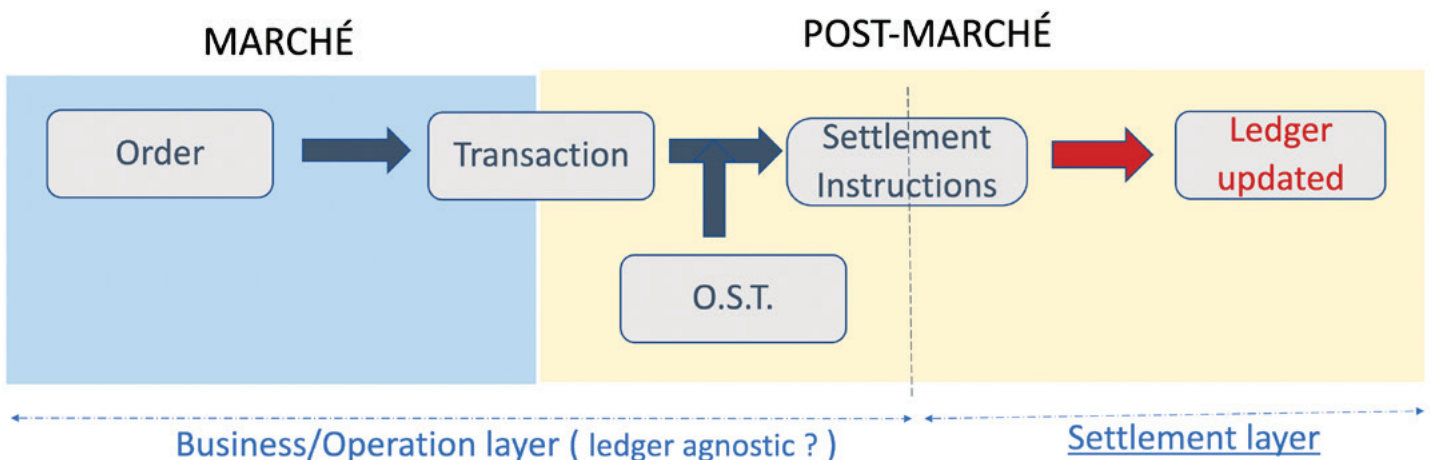 MARCHÉ
POST-MARCHÉ
Order
Transaction
Settlement
Instructions
Ledger
updated
O.S.T.
Business/Operation layer ( ledger agnostic ? )
Settlement layer